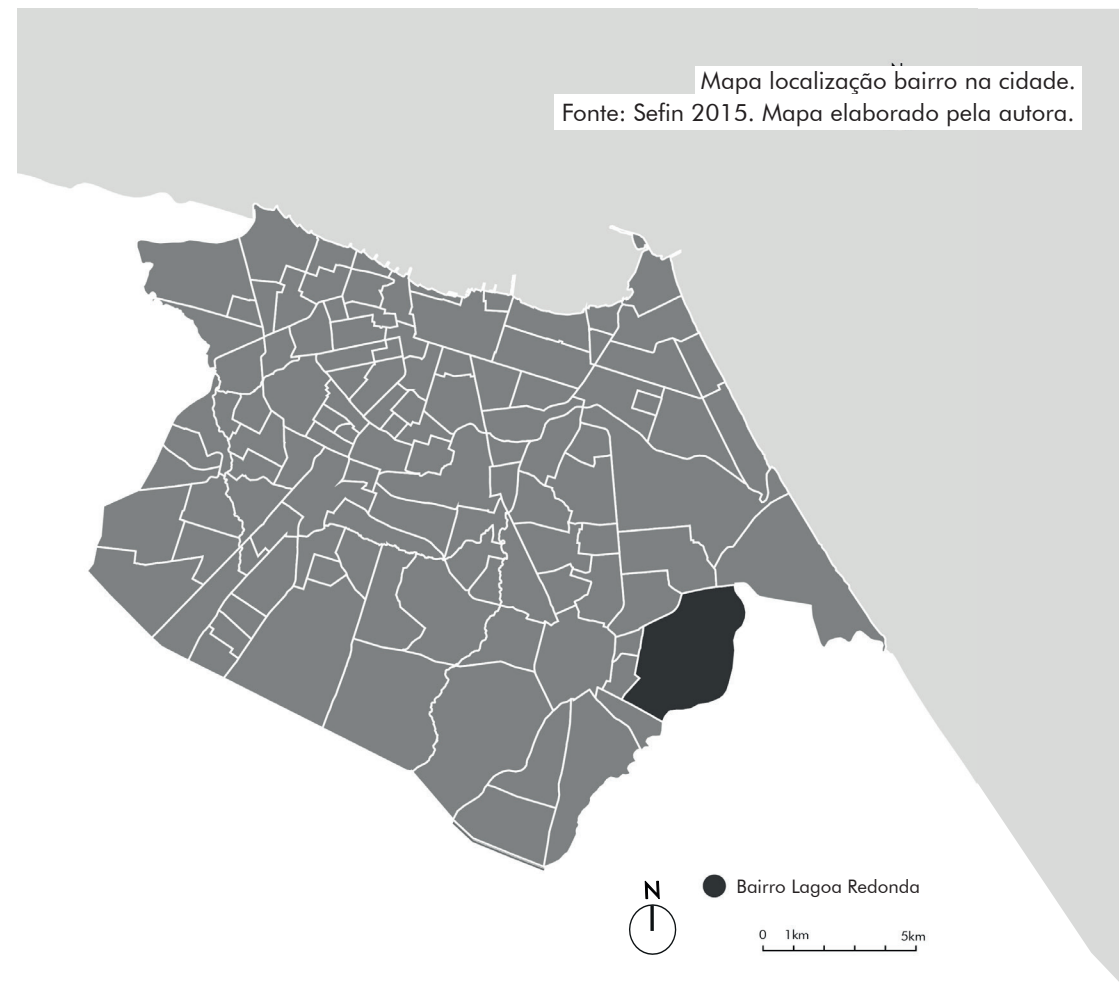 Mapa localização bairro na cidade.
Fonte: Sefin 2015. Mapa elaborado pela autora.
N
Bairro Lagoa Redonda
0 1km 5km